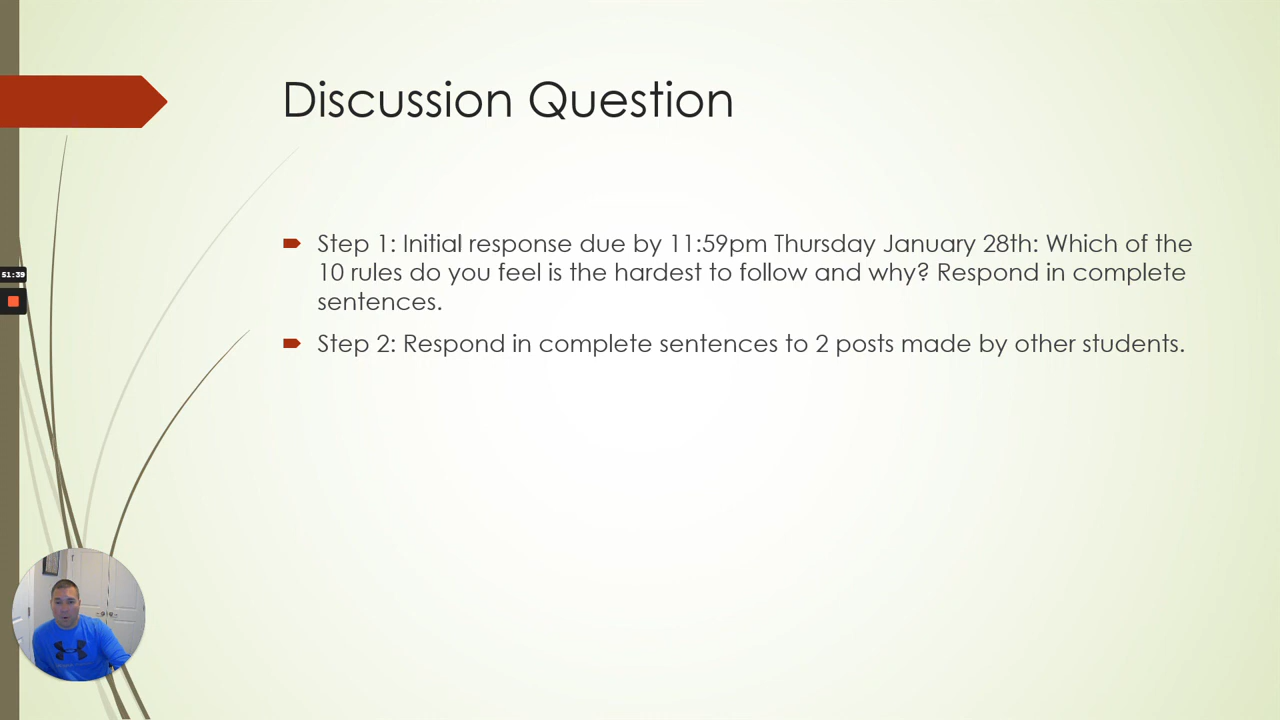 Discussion Question
Step 1: Initial response due by 11:59pm Thursday January 28th: Which of the
10 rules do you feel is the hardest to follow and why? Respond in complete
sentences.
51:39
Step 2: Respond in complete sentences to 2 posts made by other students.